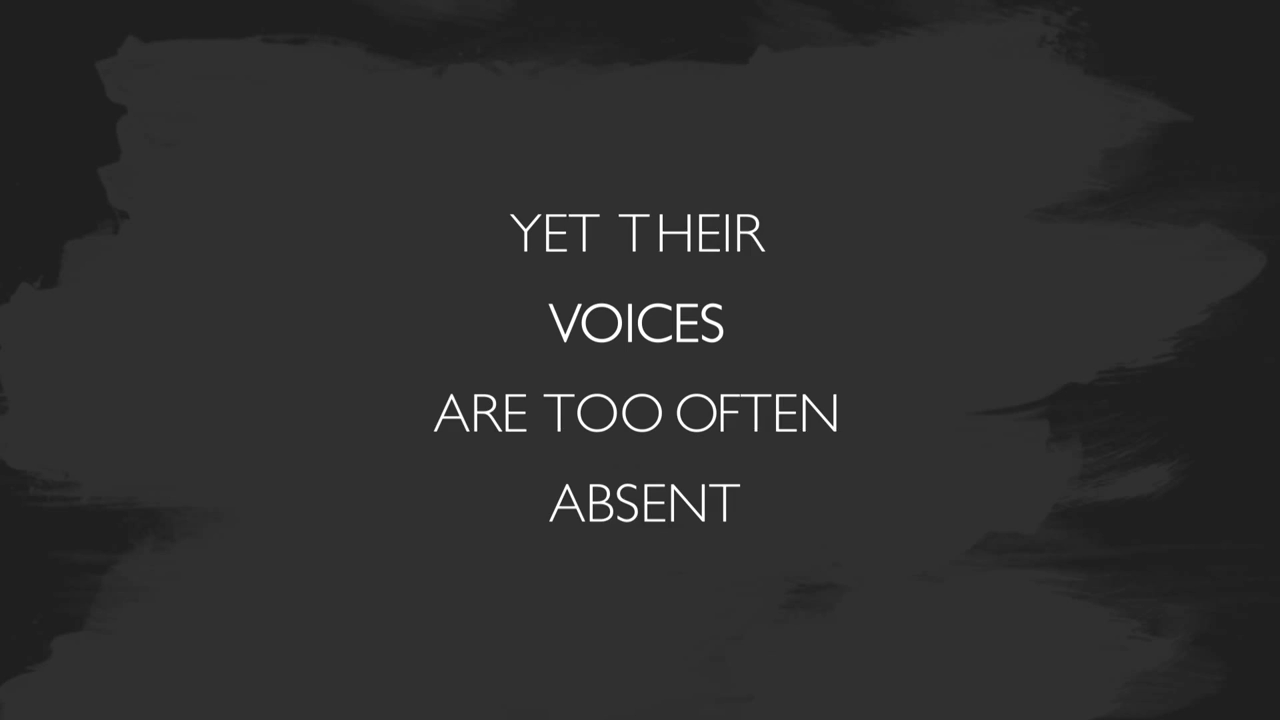 YET THEIR
VOICES
ARE TOO OFTEN
ABSENT